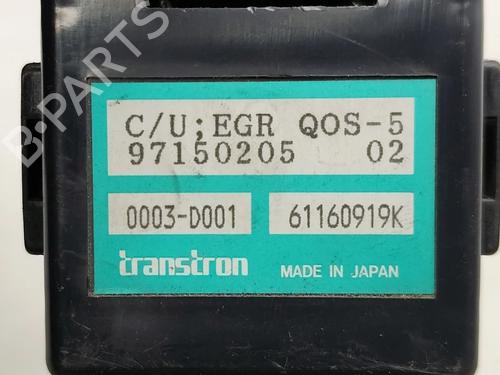 B-PARTS
C/U;EGR QOS-5
97150205 02
0003-D001 61160919K
transtron MADE IN JAPAN